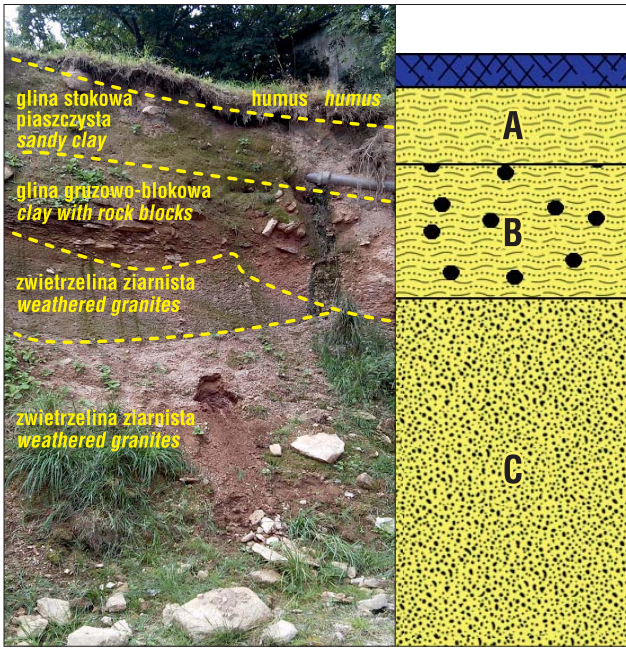 humus humus
glina stokowa
piaszczysta
sandy clay
glina gruzowo-blokowa
clay with rock blocks
zwietrzelina ziarnista
weathered granites
zwietrzelina ziarnista
weathered granites
A
B
C